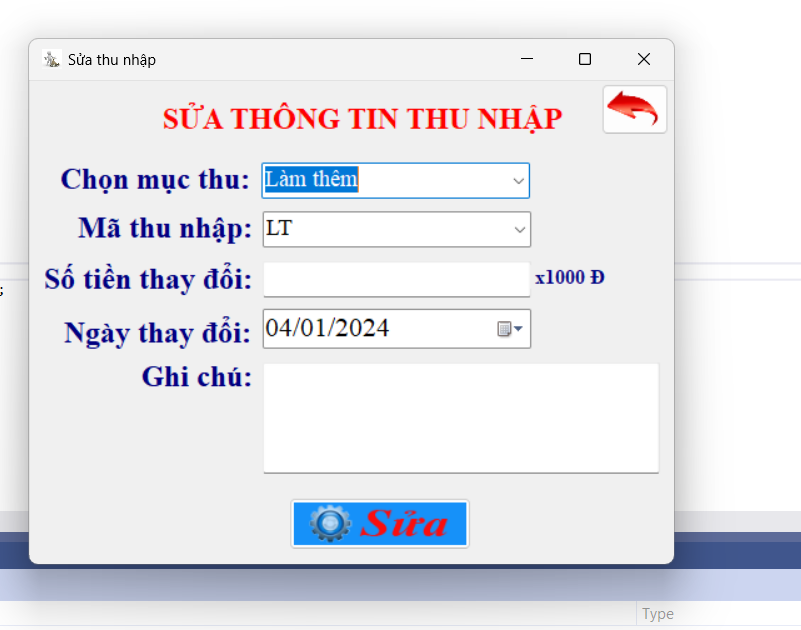 Sửa thu nhập
SỬA THÔNG TIN THU NHẬP
Chọn mục thu: Làm thêm
Mã thu nhập: LT
Số tiền thay đổi: x1000 Đ
;
Ngày thay đổi: 04/01/2024
Ghi chú:
Sửa
Type